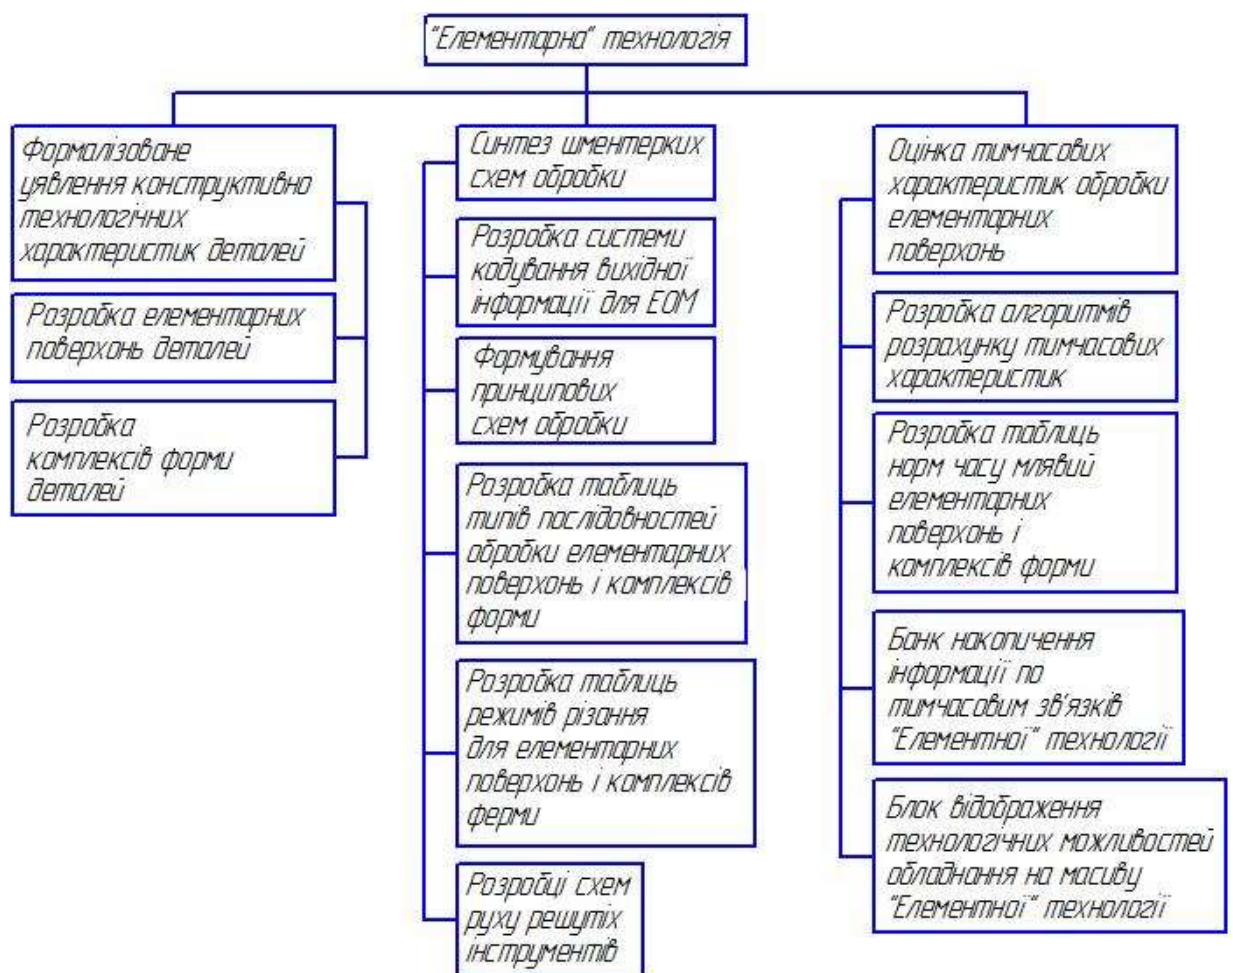 "Елементарна" технологія
Формалізоване
уявлення конструктивно
технологічних
характеристик деталей
Розробка елементарних
поверхонь деталей
Розробка
комплексів форми
деталей
Синтез шментерких
схем обробки
Розробка системи
кодування вихідної
інформації для ЕОМ
Формування
принципових
схем обробки
Розробка таблиць
типів послідовностей
обробки елементарних
поверхонь і комплексів
форми
Розробка таблиць
режимів різання
для елементарних
поверхонь і комплексів
ферми
Розробці схем
руху решутіх
інструментів
Оцінка тимчасових
характеристик обробки
елементарних
поверхонь
Розробка алгоритмів
розрахунку тимчасових
характеристик
Розробка таблиць
норм часу млявий
елементарних
поверхонь і
комплексів форми
Банк накопичення
інформації по
тимчасовим зв'язків
"Елементної" технології
Блок відображення
технологічних можливостей
обладнання на масиву
"Елементної" технології